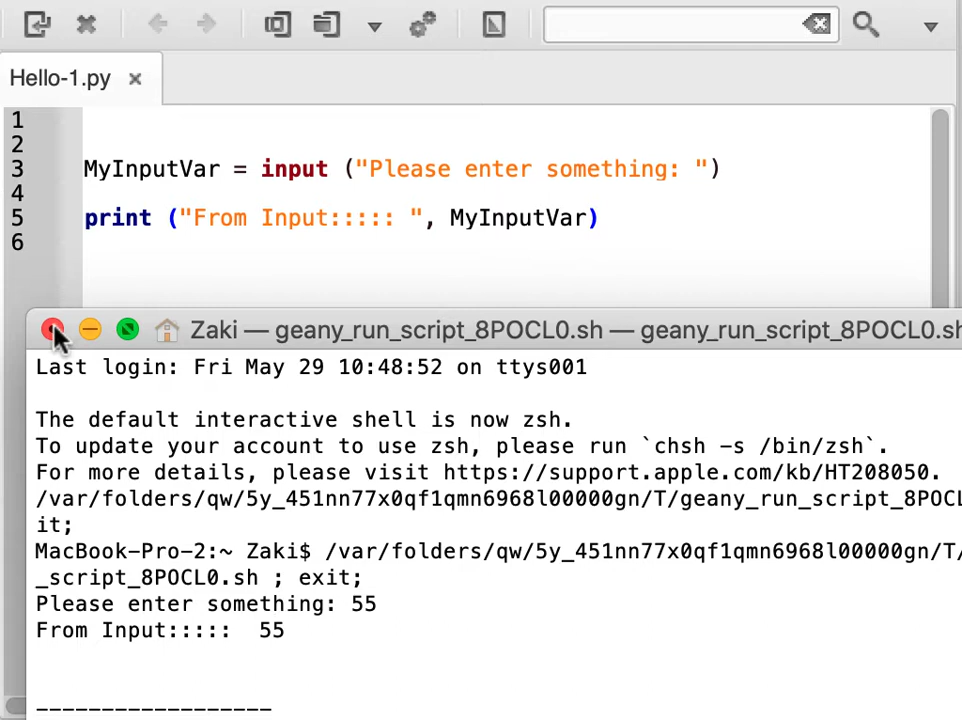 Hello-1.py
1
2
3 MyInputVar = input ("Please enter something: ")
4
5 print ("From Input::::: ", MyInputVar)
6
Zaki — geany_run_script_8POCL0.sh — geany_run_script_8POCL0.sh
Last login: Fri May 29 10:48:52 on ttys001
The default interactive shell is now zsh.
To update your account to use zsh, please run `chsh -s /bin/zsh`.
For more details, please visit https://support.apple.com/kb/HT208050.
/var/folders/qw/5y_451nn77x0qf1qmn6968l00000gn/T/geany_run_script_8POCL
it;
MacBook-Pro-2:~ Zaki$ /var/folders/qw/5y_451nn77x0qf1qmn6968l00000gn/T/
_script_8POCL0.sh ; exit;
Please enter something: 55
From Input:::::  55
------------------